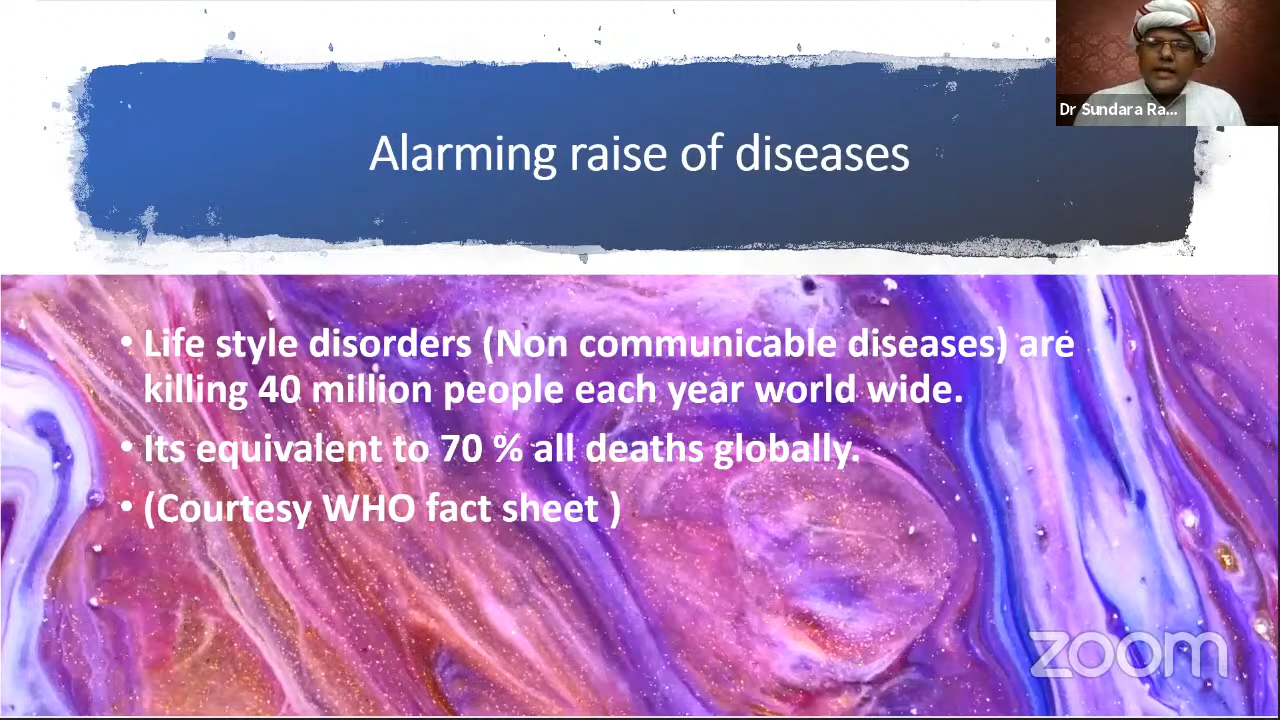 Dr Sundara Ra...
Alarming raise of diseases
• Life style disorders (Non communicable diseases) are
killing 40 million people each year world wide.
• Its equivalent to 70 % all deaths globally.
• (Courtesy WHO fact sheet )
zoom